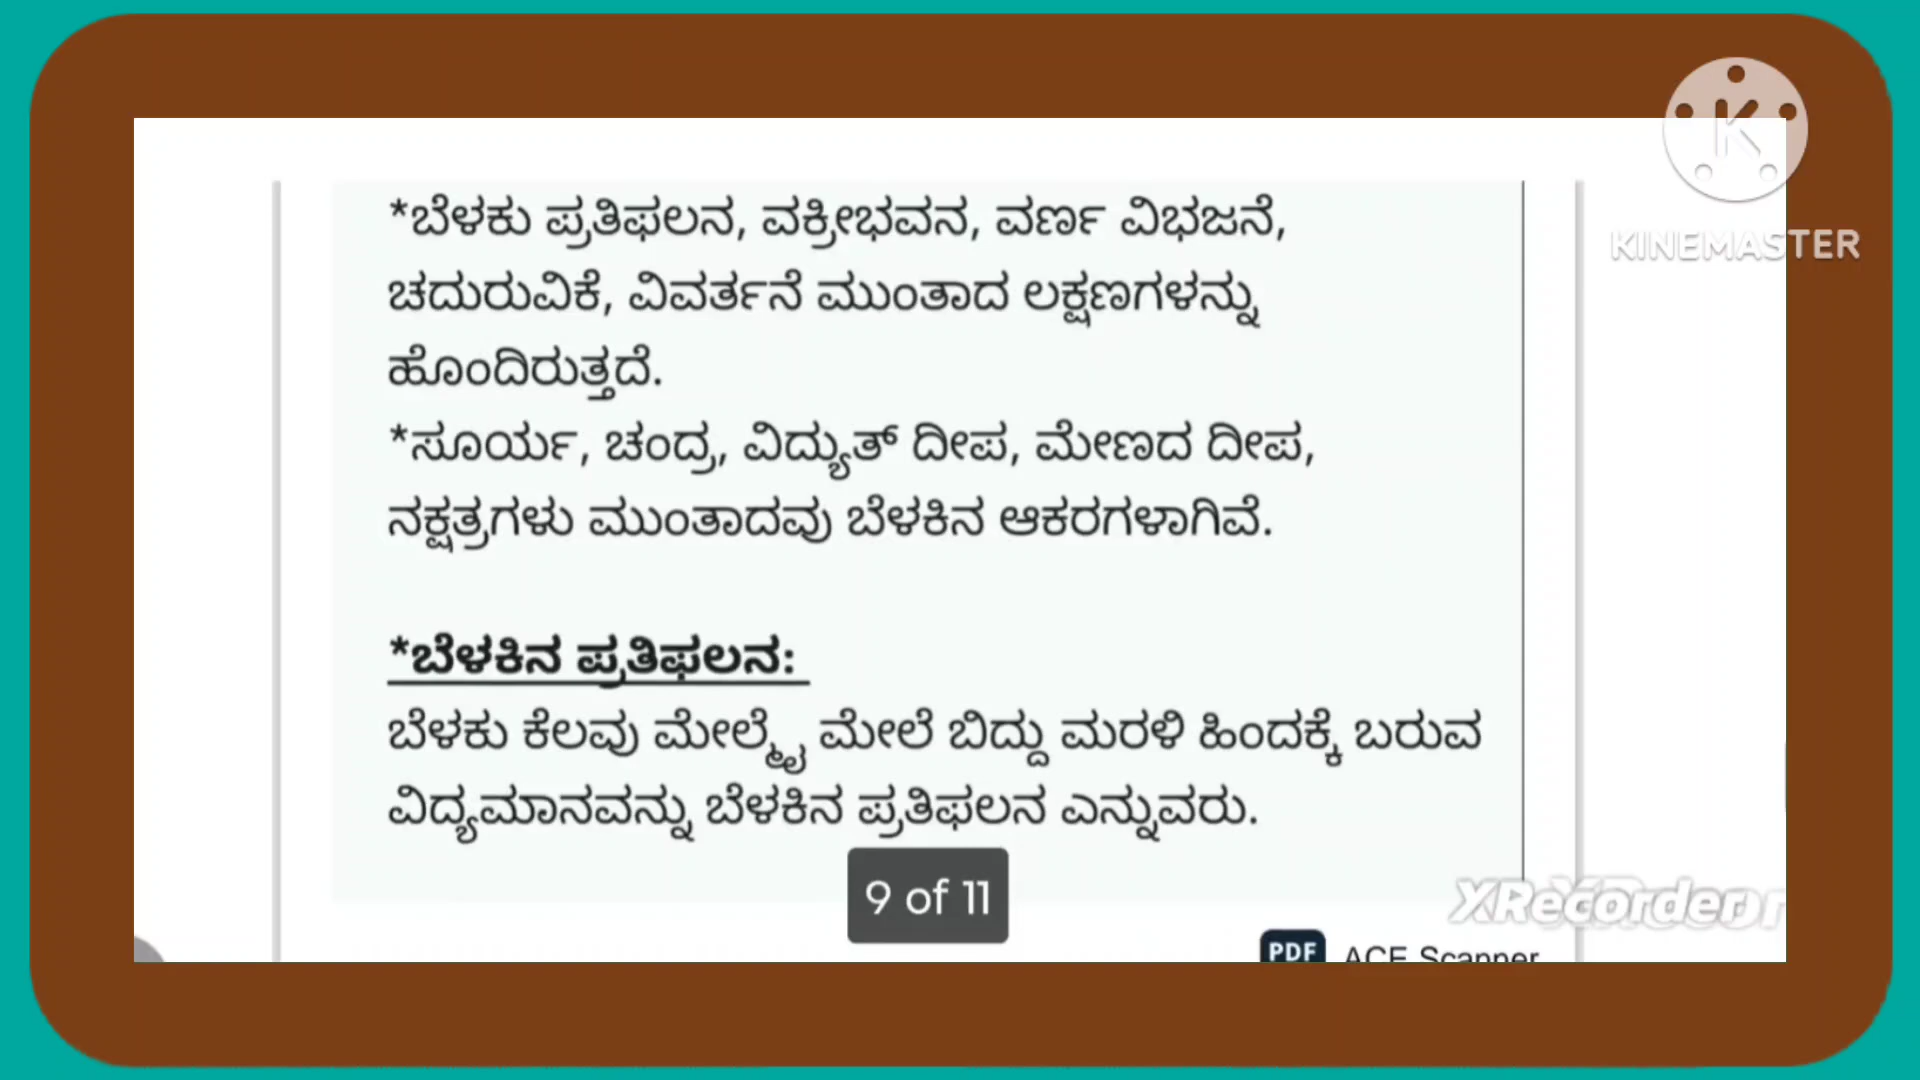 KINEMASTER
*ಬೆಳಕು ಪ್ರತಿಫಲನ, ವಕ್ರೀಭವನ, ವರ್ಣ ವಿಭಜನೆ,
ಚದುರುವಿಕೆ, ವಿವರ್ತನೆ ಮುಂತಾದ ಲಕ್ಷಣಗಳನ್ನು
ಹೊಂದಿರುತ್ತದೆ.
*ಸೂರ್ಯ, ಚಂದ್ರ, ವಿದ್ಯುತ್ ದೀಪ, ಮೇಣದ ದೀಪ,
ನಕ್ಷತ್ರಗಳು ಮುಂತಾದವು ಬೆಳಕಿನ ಆಕರಗಳಾಗಿವೆ.
*ಬೆಳಕಿನ ಪ್ರತಿಫಲನ:
ಬೆಳಕು ಕೆಲವು ಮೇಲ್ಮೈ ಮೇಲೆ ಬಿದ್ದು ಮರಳಿ ಹಿಂದಕ್ಕೆ ಬರುವ
ವಿದ್ಯಮಾನವನ್ನು ಬೆಳಕಿನ ಪ್ರತಿಫಲನ ಎನ್ನುವರು.
9 of 11
XRecorder
PDF ACE Scanner